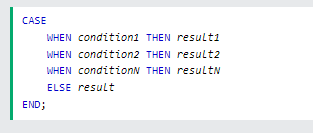 CASE
    WHEN condition1 THEN result1
    WHEN condition2 THEN result2
    WHEN conditionN THEN resultN
    ELSE result
END;